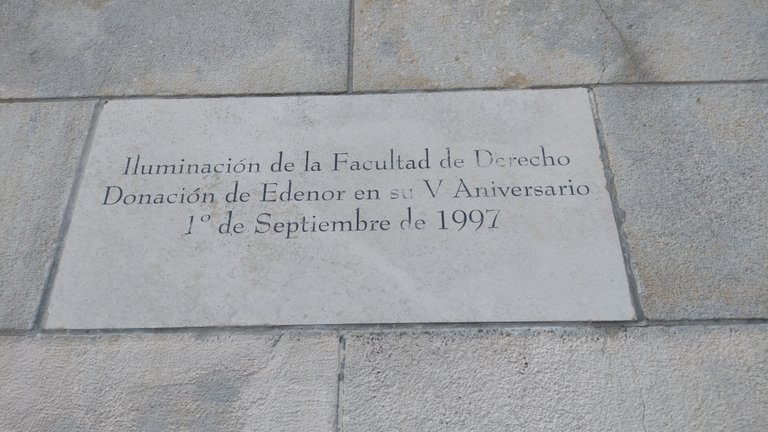 Iluminación de la Facultad de Derecho
Donación de Edenor en su V Aniversario
1º de Septiembre de 1997